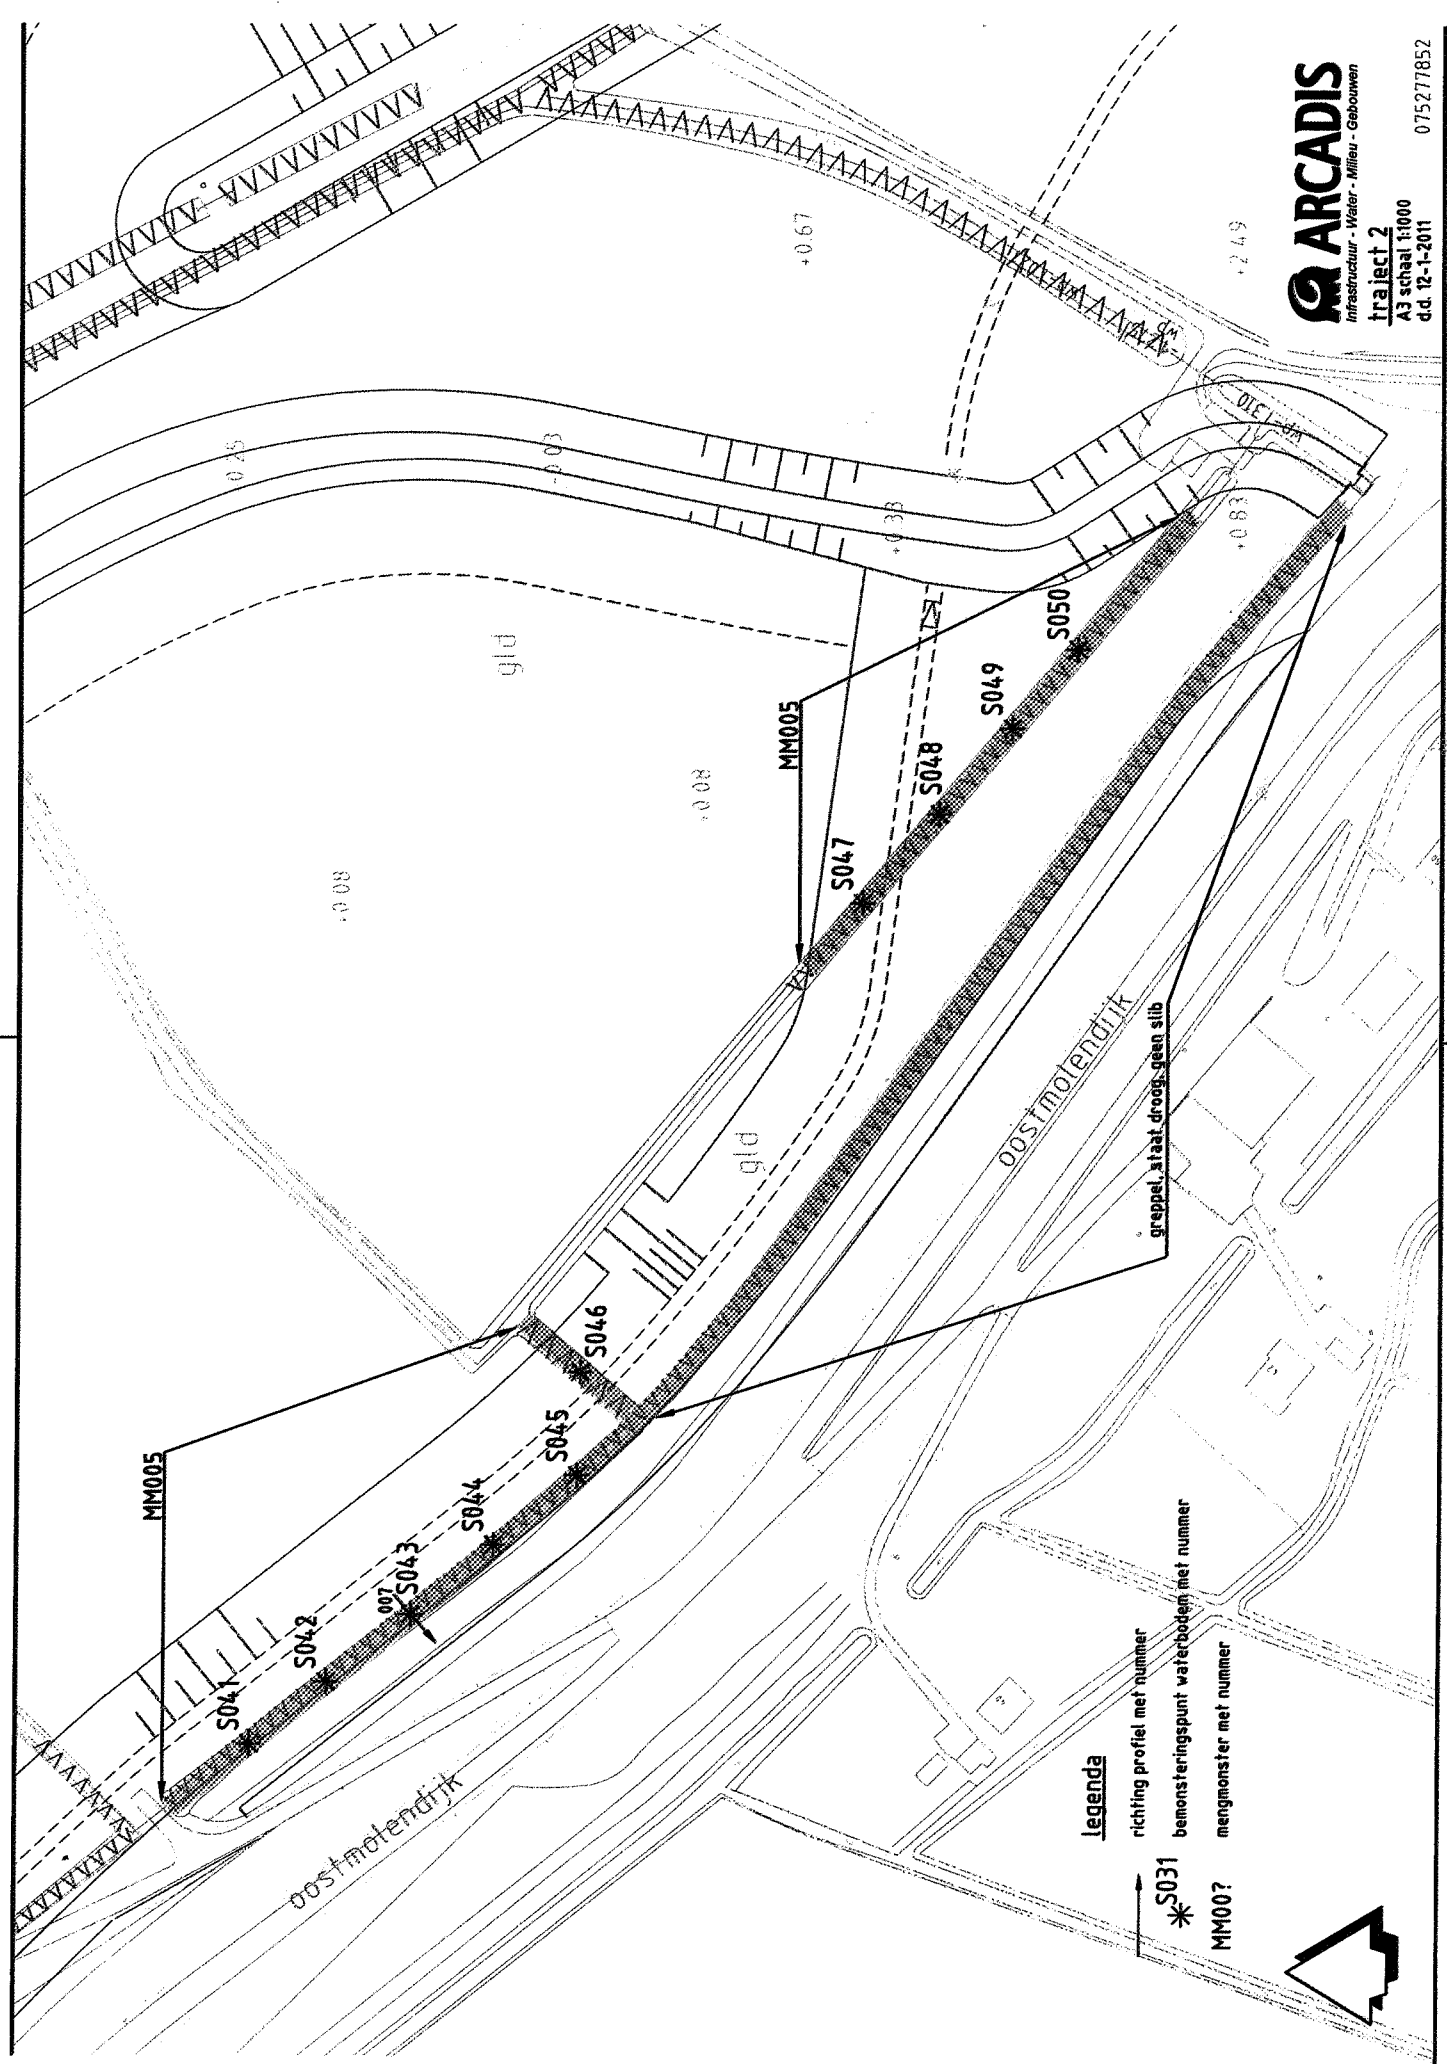 ARCADIS
Infrastructuur - Water - Milieu - Gebouwen
traject 2
A3 schaal 1:1000
d.d. 12-1-2011
075277852
MM005
S041
S042
007
S043
S044
S045
S046
MM005
S047
S048
S049
S050
gld
gld
+0.67
+2.49
+0.83
0.08
0.08
wp-1.310
oostmolendijk
oostmolendijk
greppel, staat droog, geen slib
Legenda
richting profiel met nummer
S031
bemonsteringspunt waterbodem met nummer
MM00?
mengmonster met nummer